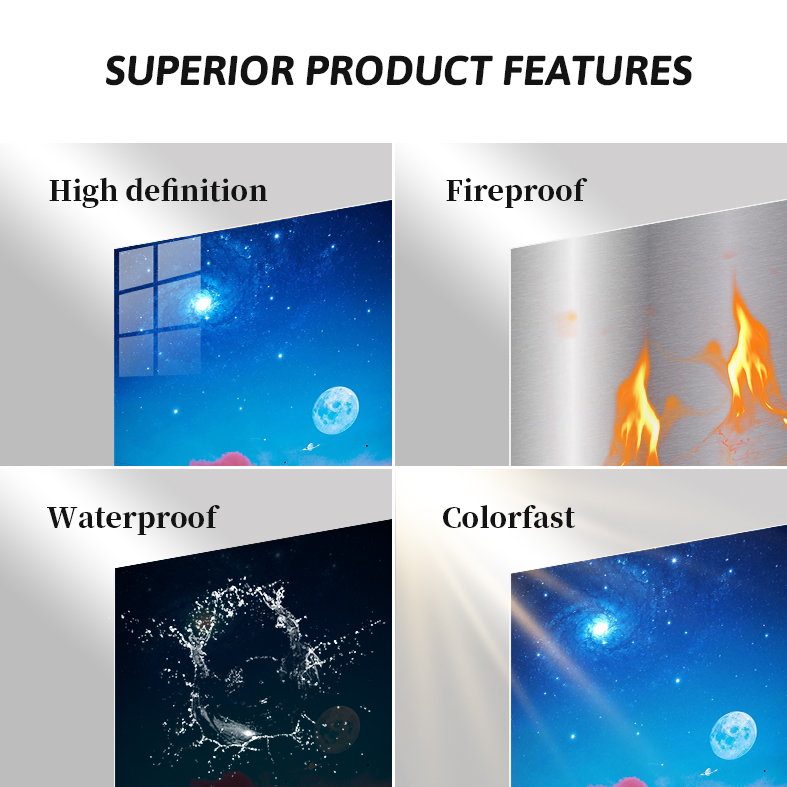 SUPERIOR PRODUCT FEATURES
High definition
Fireproof
Waterproof
Colorfast